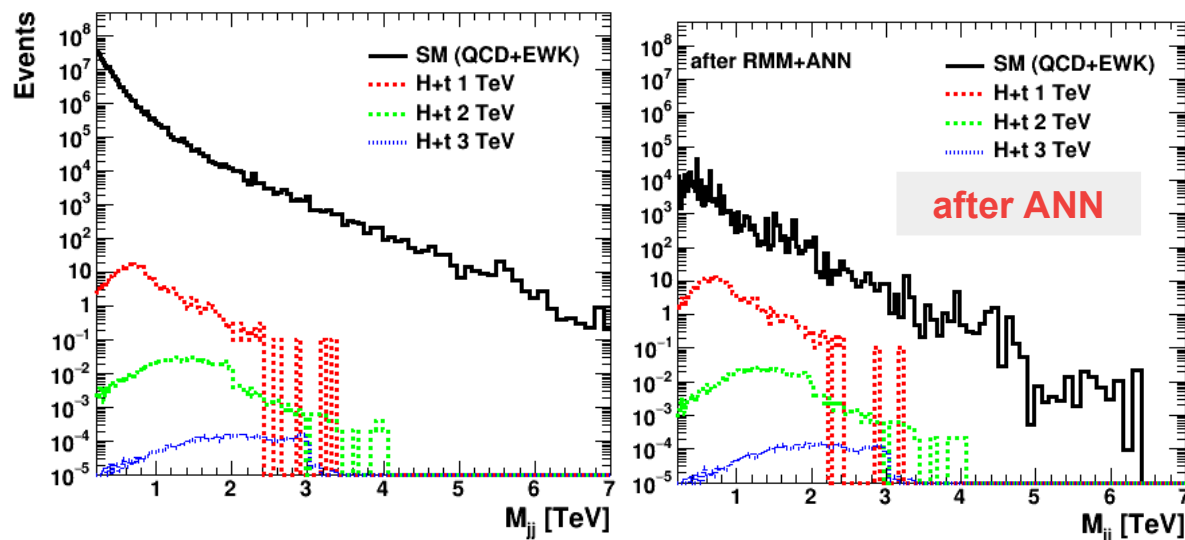 Events
10⁸
10⁷
10⁶
10⁵
10⁴
10³
10²
10
1
10⁻¹
10⁻²
10⁻³
10⁻⁴
10⁻⁵
SM (QCD+EWK)
H+t 1 TeV
H+t 2 TeV
H+t 3 TeV
1 2 3 4 5 6 7
M_jj [TeV]
10⁸
10⁷
10⁶
10⁵
10⁴
10³
10²
10
1
10⁻¹
10⁻²
10⁻³
10⁻⁴
10⁻⁵
after RMM+ANN
SM (QCD+EWK)
H+t 1 TeV
H+t 2 TeV
H+t 3 TeV
after ANN
1 2 3 4 5 6 7
M_jj [TeV]